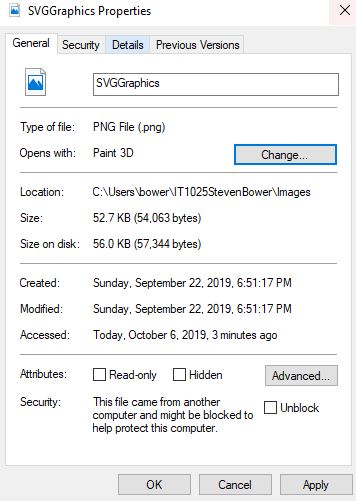 SVGGraphics Properties
General Security Details Previous Versions
SVGGraphics
Type of file: PNG File (.png)
Opens with: Paint 3D Change...
Location: C:\Users\bower\IT1025StevenBower\Images
Size: 52.7 KB (54,063 bytes)
Size on disk: 56.0 KB (57,344 bytes)
Created: Sunday, September 22, 2019, 6:51:17 PM
Modified: Sunday, September 22, 2019, 6:51:17 PM
Accessed: Today, October 6, 2019, 3 minutes ago
Attributes: Read-only Hidden Advanced...
Security: This file came from another
computer and might be blocked to
help protect this computer.
Unblock
OK Cancel Apply